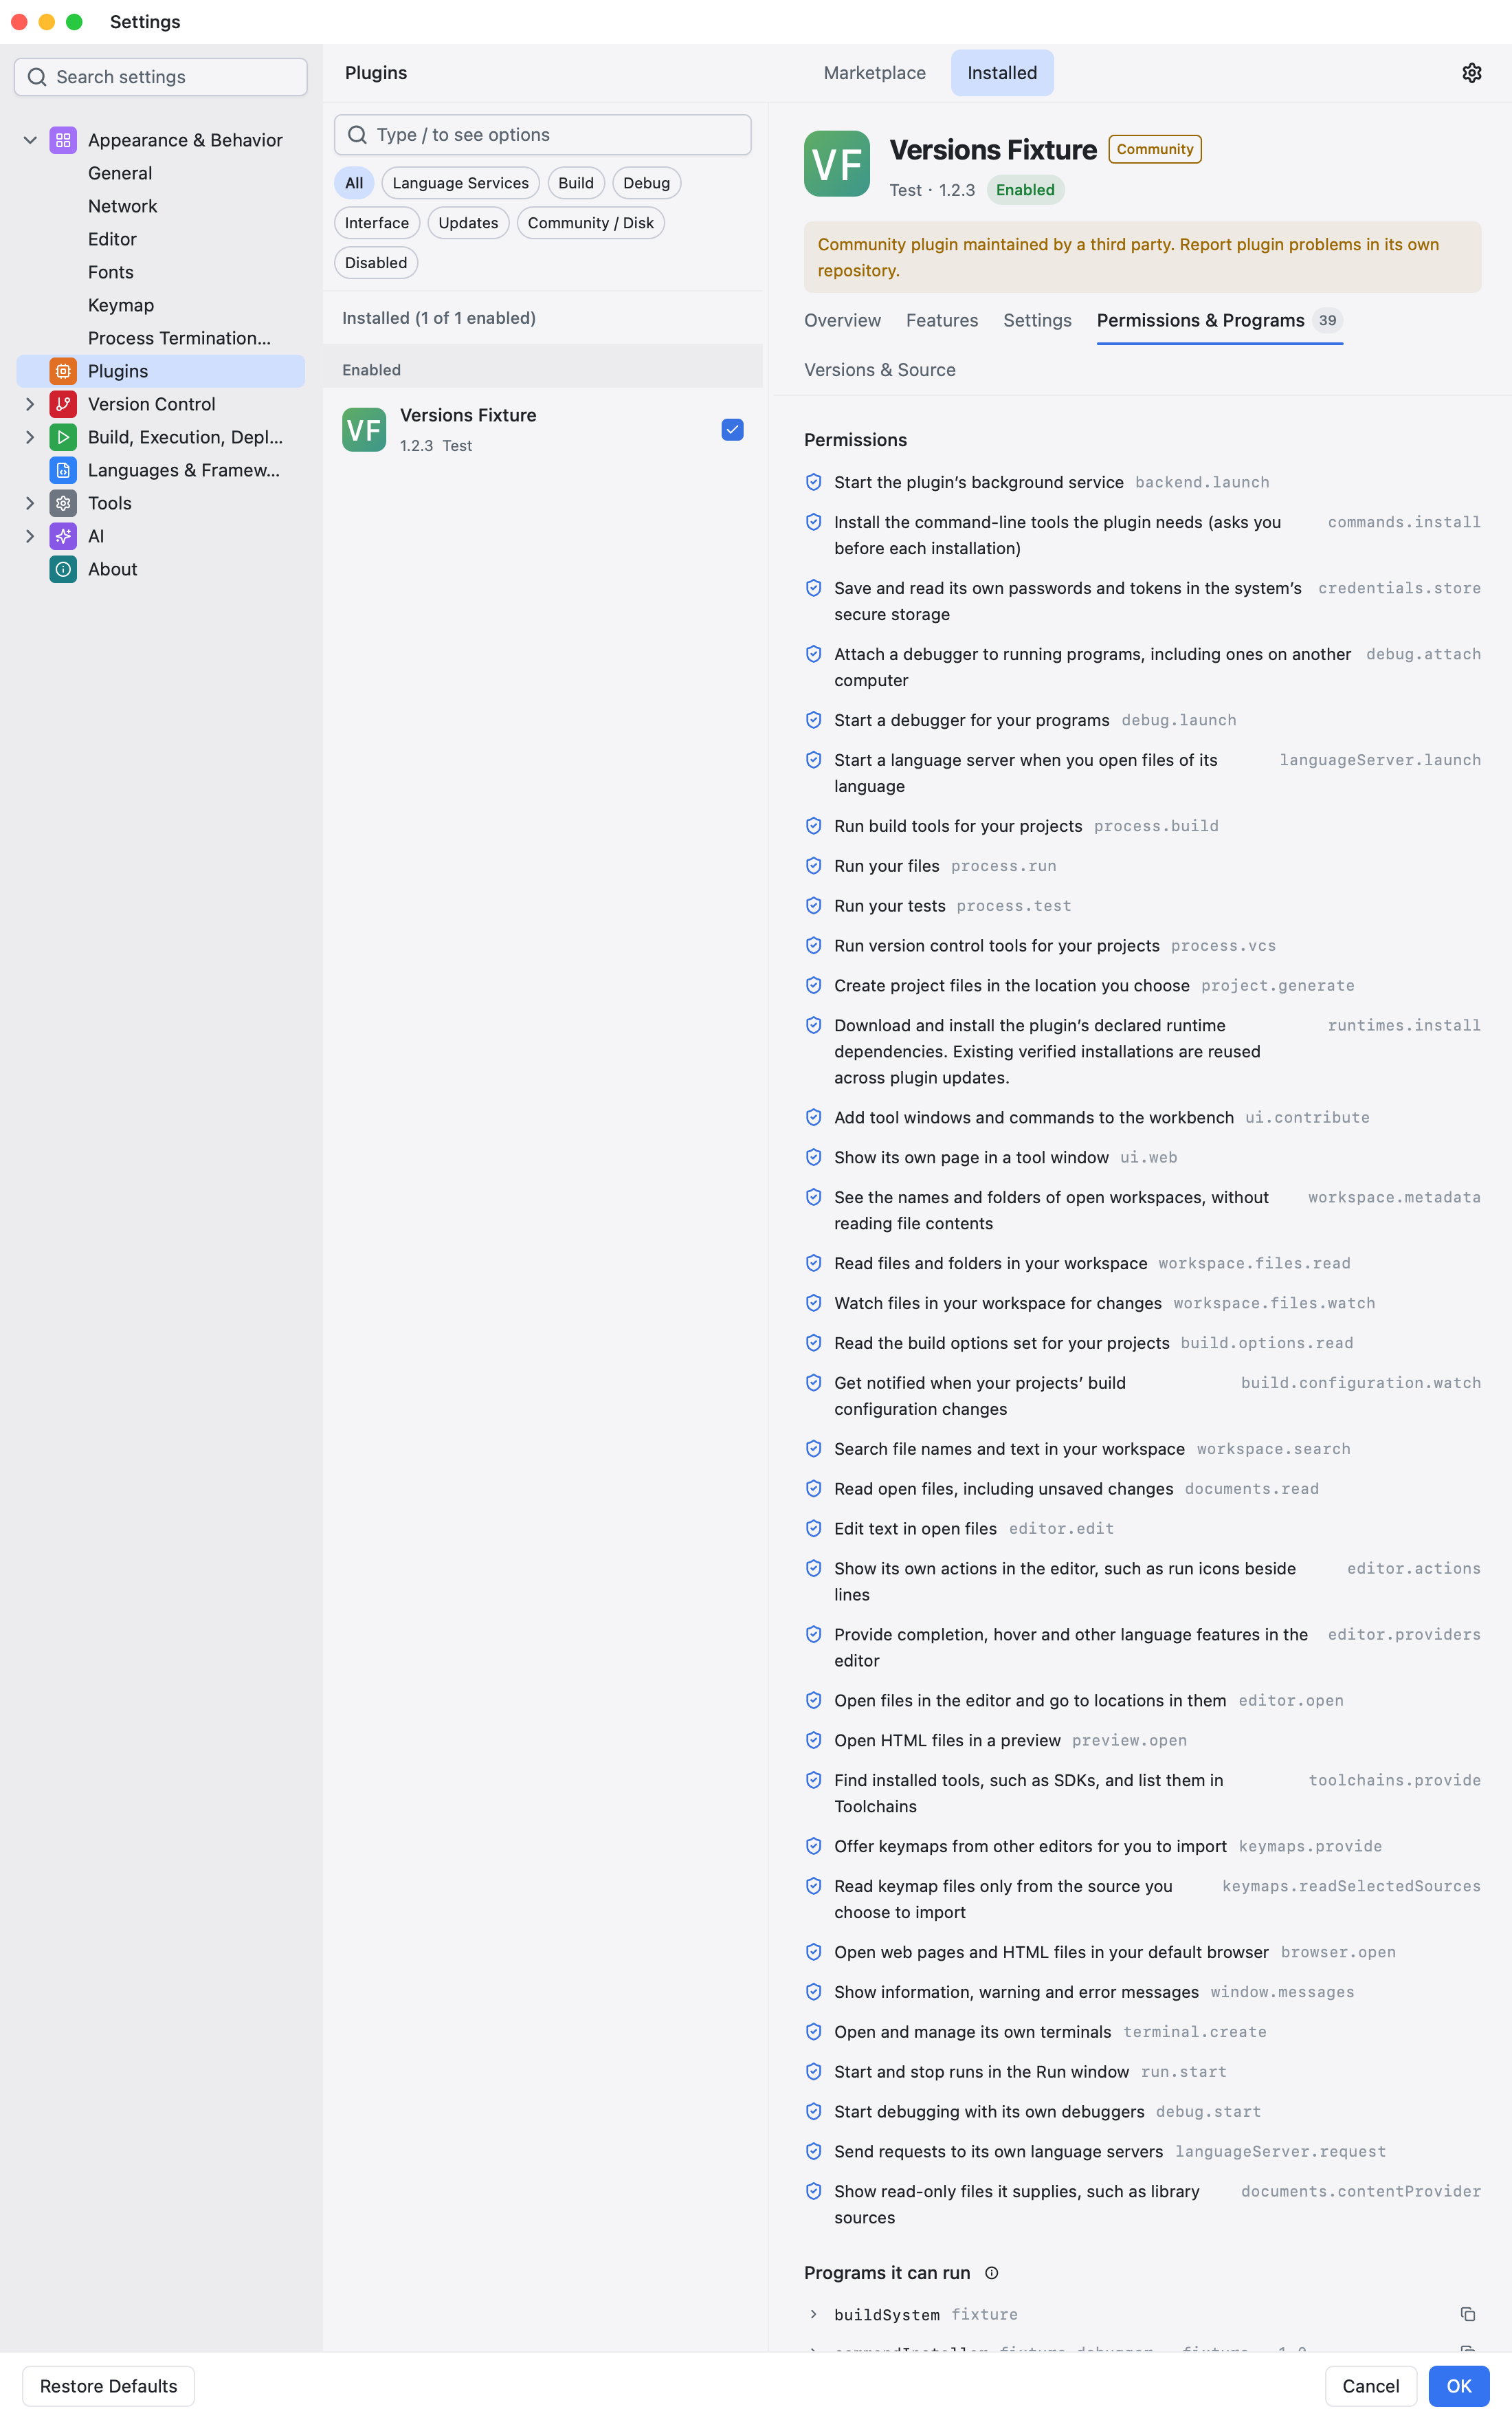 Settings
Search settings
Appearance & Behavior
General
Network
Editor
Fonts
Keymap
Process Termination...
Plugins
Version Control
Build, Execution, Depl...
Languages & Framew...
Tools
AI
About
Plugins
Marketplace
Installed
Type / to see options
All
Language Services
Build
Debug
Interface
Updates
Community / Disk
Disabled
Installed (1 of 1 enabled)
Enabled
VF
Versions Fixture
1.2.3 Test
VF
Versions Fixture
Community
Test · 1.2.3
Enabled
Community plugin maintained by a third party. Report plugin problems in its own
repository.
Overview
Features
Settings
Permissions & Programs 39
Versions & Source
Permissions
Start the plugin’s background service backend.launch
Install the command-line tools the plugin needs (asks you commands.install
before each installation)
Save and read its own passwords and tokens in the system’s credentials.store
secure storage
Attach a debugger to running programs, including ones on another debug.attach
computer
Start a debugger for your programs debug.launch
Start a language server when you open files of its languageServer.launch
language
Run build tools for your projects process.build
Run your files process.run
Run your tests process.test
Run version control tools for your projects process.vcs
Create project files in the location you choose project.generate
Download and install the plugin’s declared runtime runtimes.install
dependencies. Existing verified installations are reused
across plugin updates.
Add tool windows and commands to the workbench ui.contribute
Show its own page in a tool window ui.web
See the names and folders of open workspaces, without workspace.metadata
reading file contents
Read files and folders in your workspace workspace.files.read
Watch files in your workspace for changes workspace.files.watch
Read the build options set for your projects build.options.read
Get notified when your projects’ build build.configuration.watch
configuration changes
Search file names and text in your workspace workspace.search
Read open files, including unsaved changes documents.read
Edit text in open files editor.edit
Show its own actions in the editor, such as run icons beside editor.actions
lines
Provide completion, hover and other language features in the editor.providers
editor
Open files in the editor and go to locations in them editor.open
Open HTML files in a preview preview.open
Find installed tools, such as SDKs, and list them in toolchains.provide
Toolchains
Offer keymaps from other editors for you to import keymaps.provide
Read keymap files only from the source you keymaps.readSelectedSources
choose to import
Open web pages and HTML files in your default browser browser.open
Show information, warning and error messages window.messages
Open and manage its own terminals terminal.create
Start and stop runs in the Run window run.start
Start debugging with its own debuggers debug.start
Send requests to its own language servers languageServer.request
Show read-only files it supplies, such as library documents.contentProvider
sources
Programs it can run
buildSystem fixture
Restore Defaults
Cancel
OK